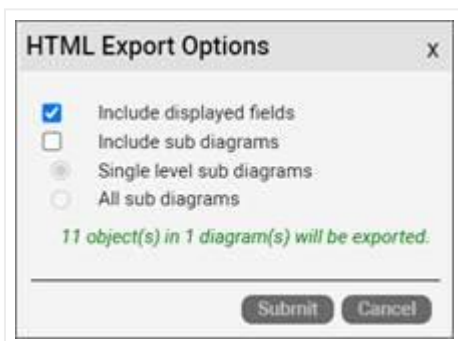 HTML Export Options x
Include displayed fields
Include sub diagrams
Single level sub diagrams
All sub diagrams
11 object(s) in 1 diagram(s) will be exported.
Submit Cancel